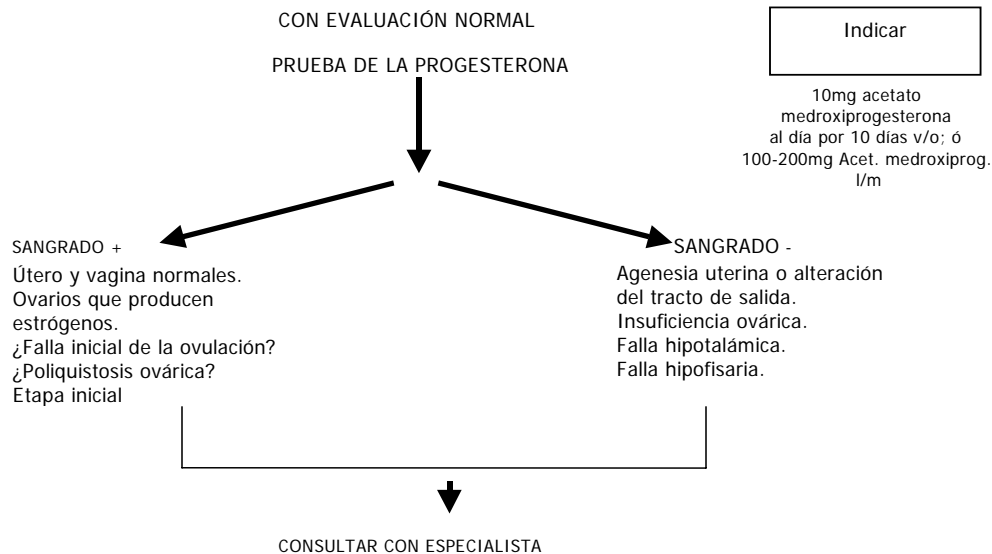 CON EVALUACIÓN NORMAL
PRUEBA DE LA PROGESTERONA
Indicar
10mg acetato
medroxiprogesterona
al día por 10 días v/o; ó
100-200mg Acet. medroxiprog.
I/m
SANGRADO +
Útero y vagina normales.
Ovarios que producen
estrógenos.
¿Falla inicial de la ovulación?
¿Poliquistosis ovárica?
Etapa inicial
SANGRADO -
Agenesia uterina o alteración
del tracto de salida.
Insuficiencia ovárica.
Falla hipotalámica.
Falla hipofisaria.
CONSULTAR CON ESPECIALISTA